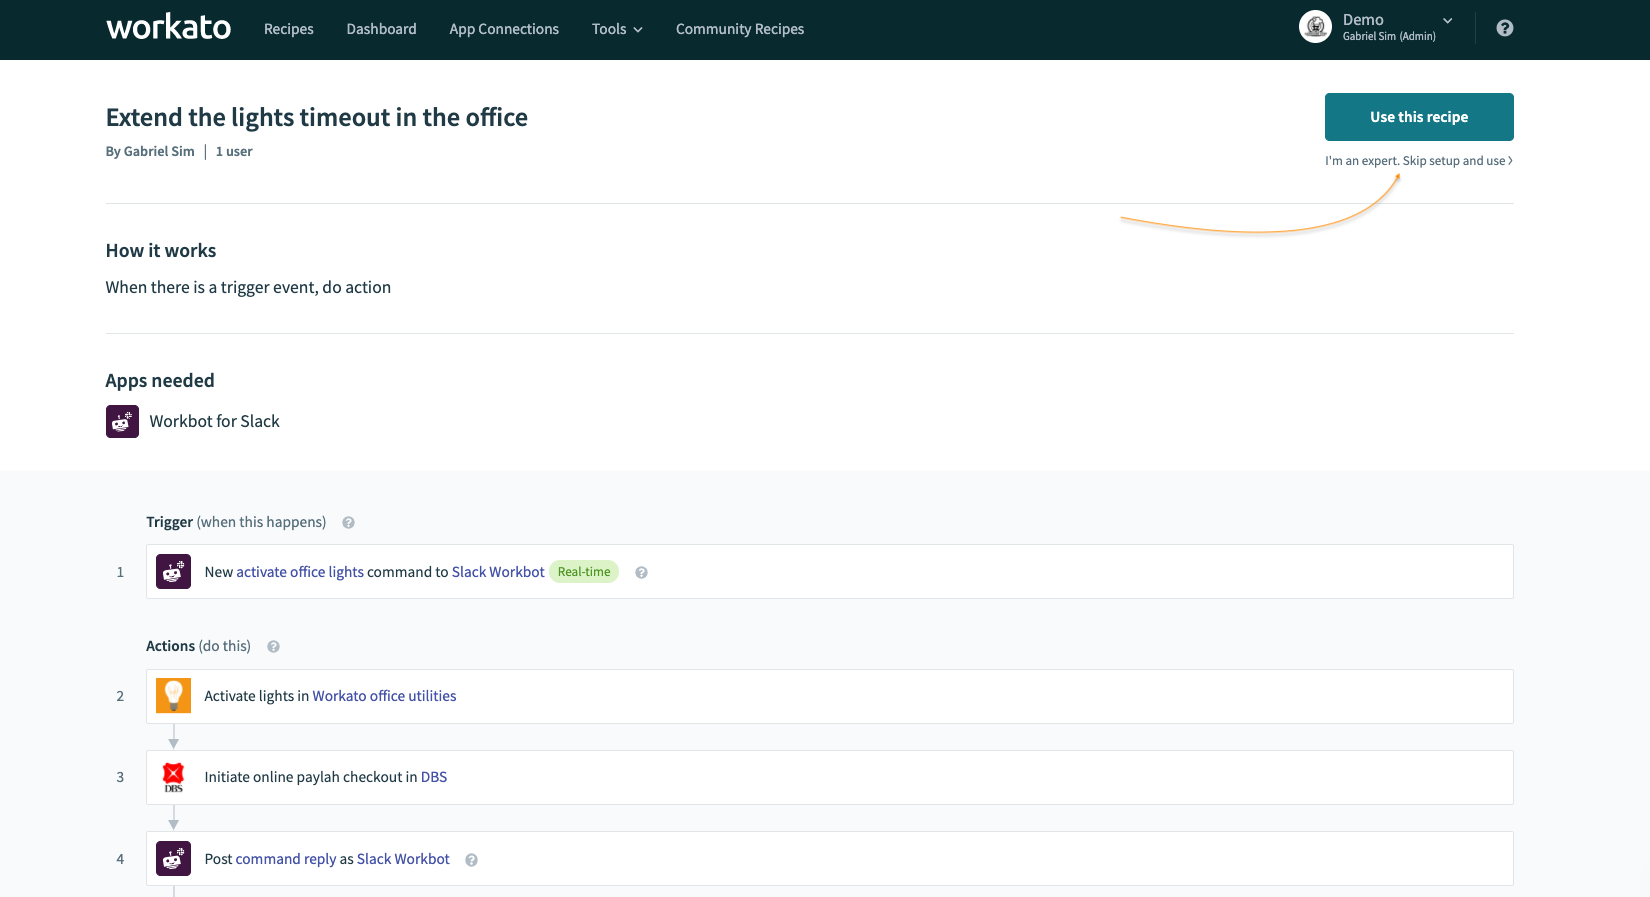 workato Recipes Dashboard App Connections Tools Community Recipes Demo
Gabriel Sim (Admin)
Extend the lights timeout in the office
Use this recipe
By Gabriel Sim | 1 user
I'm an expert. Skip setup and use
How it works
When there is a trigger event, do action
Apps needed
Workbot for Slack
Trigger (when this happens) ?
1 New activate office lights command to Slack Workbot Real-time ?
Actions (do this) ?
2 Activate lights in Workato office utilities
3 DBS Initiate online paylah checkout in DBS
4 Post command reply as Slack Workbot ?